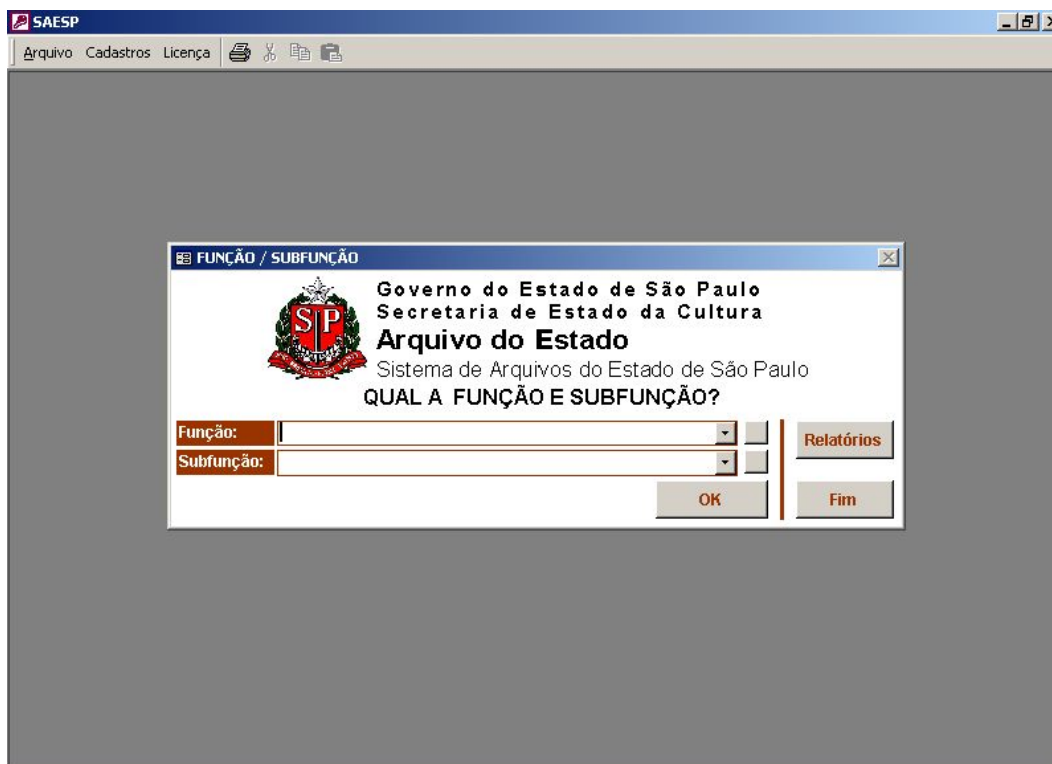 SAESP
Arquivo Cadastros Licença
FUNÇÃO / SUBFUNÇÃO
Governo do Estado de São Paulo
Secretaria de Estado da Cultura
Arquivo do Estado
Sistema de Arquivos do Estado de São Paulo
QUAL A FUNÇÃO E SUBFUNÇÃO?
SP
Função:
Subfunção:
OK
Relatórios
Fim